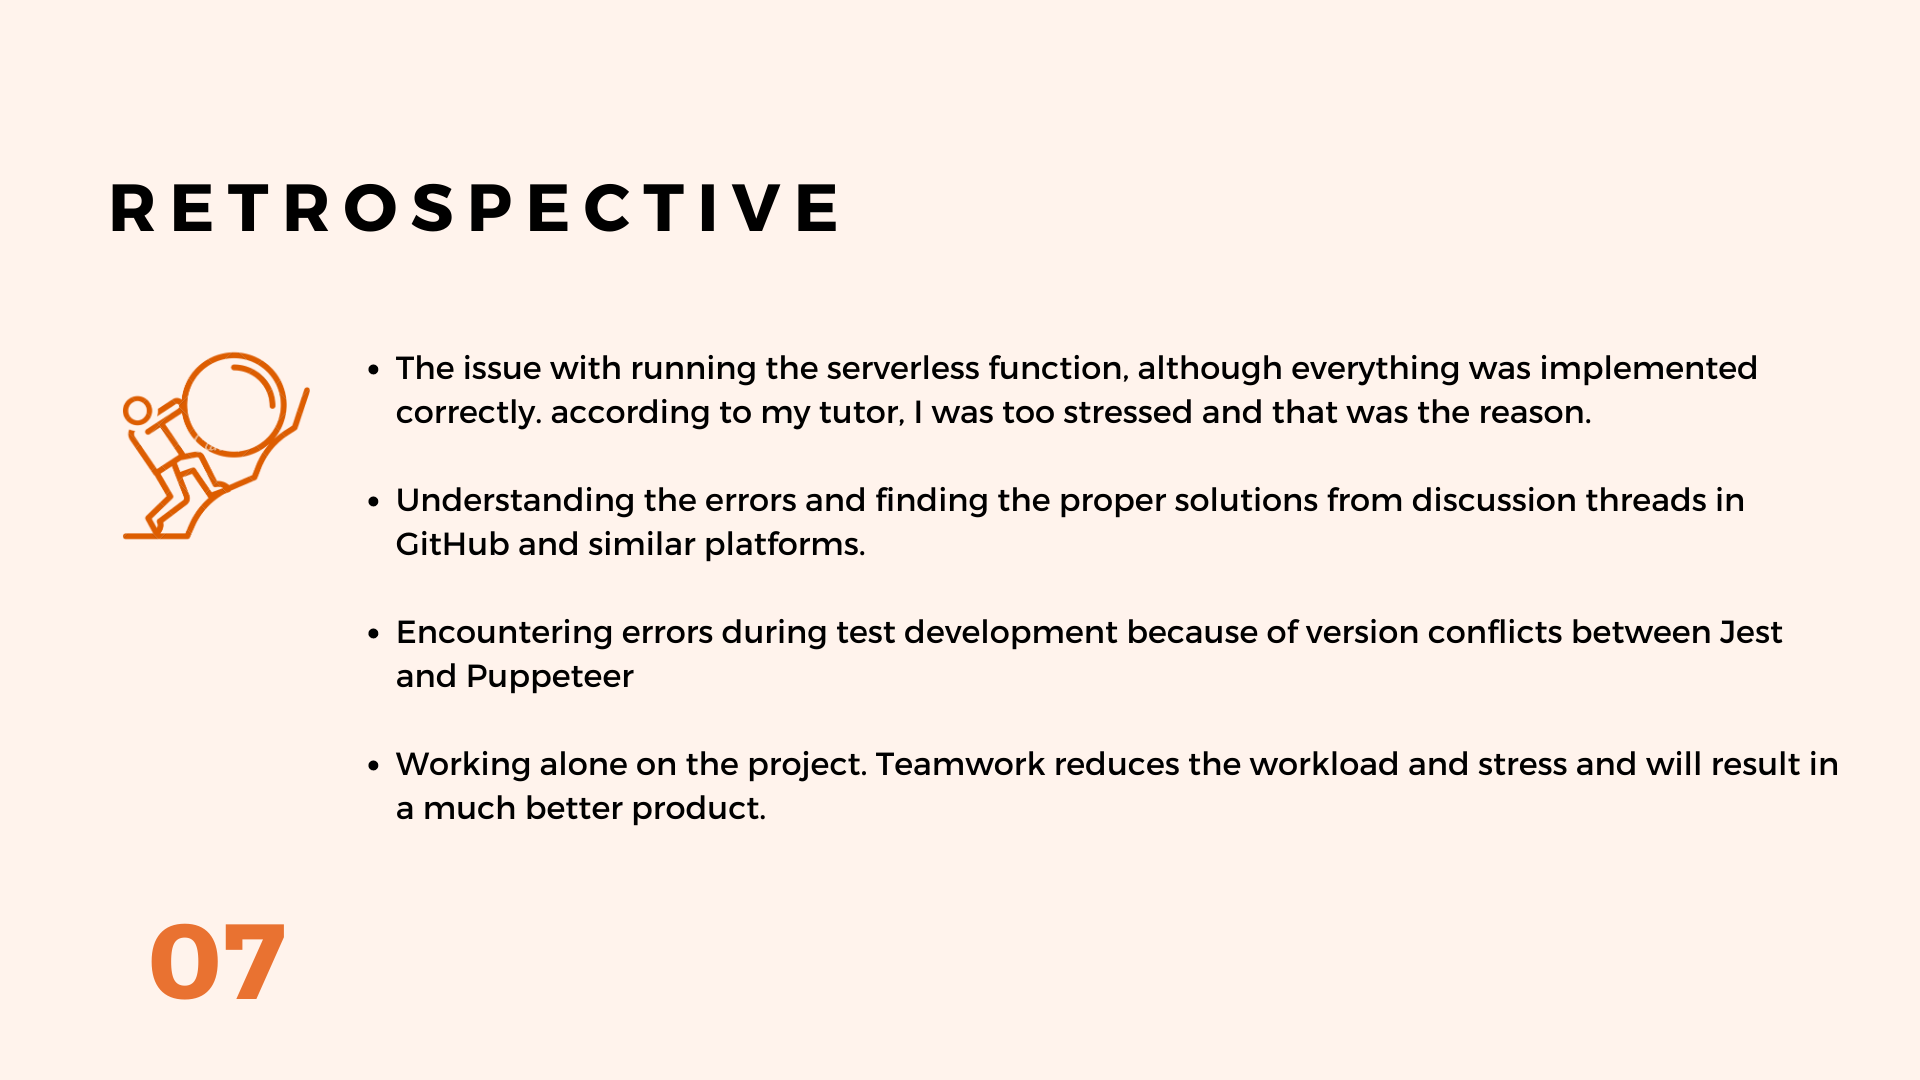 RETROSPECTIVE
• The issue with running the serverless function, although everything was implemented
correctly. according to my tutor, I was too stressed and that was the reason.
• Understanding the errors and finding the proper solutions from discussion threads in
GitHub and similar platforms.
• Encountering errors during test development because of version conflicts between Jest
and Puppeteer
• Working alone on the project. Teamwork reduces the workload and stress and will result in
a much better product.
07